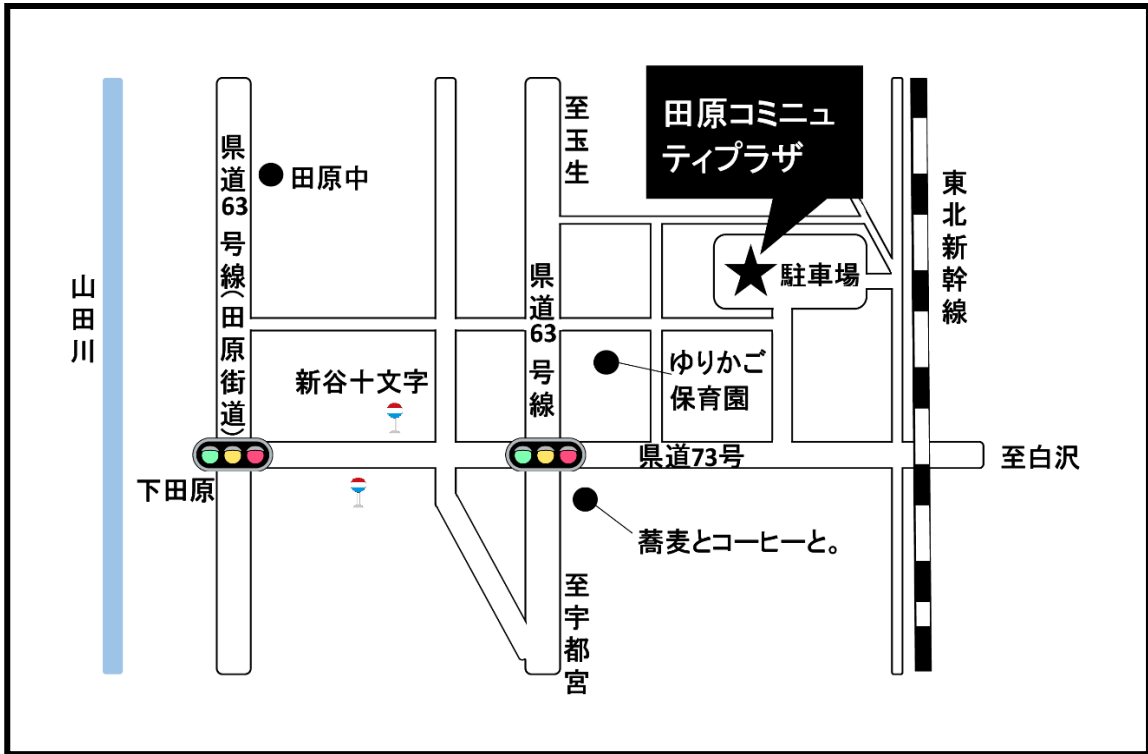 田原コミニュ
ティプラザ
至玉生
県道63号線(田原街道)
田原中
東北新幹線
山田川
県道63号線
駐車場
新谷十文字
ゆりかご
保育園
県道73号
至白沢
下田原
蕎麦とコーヒーと。
至宇都宮